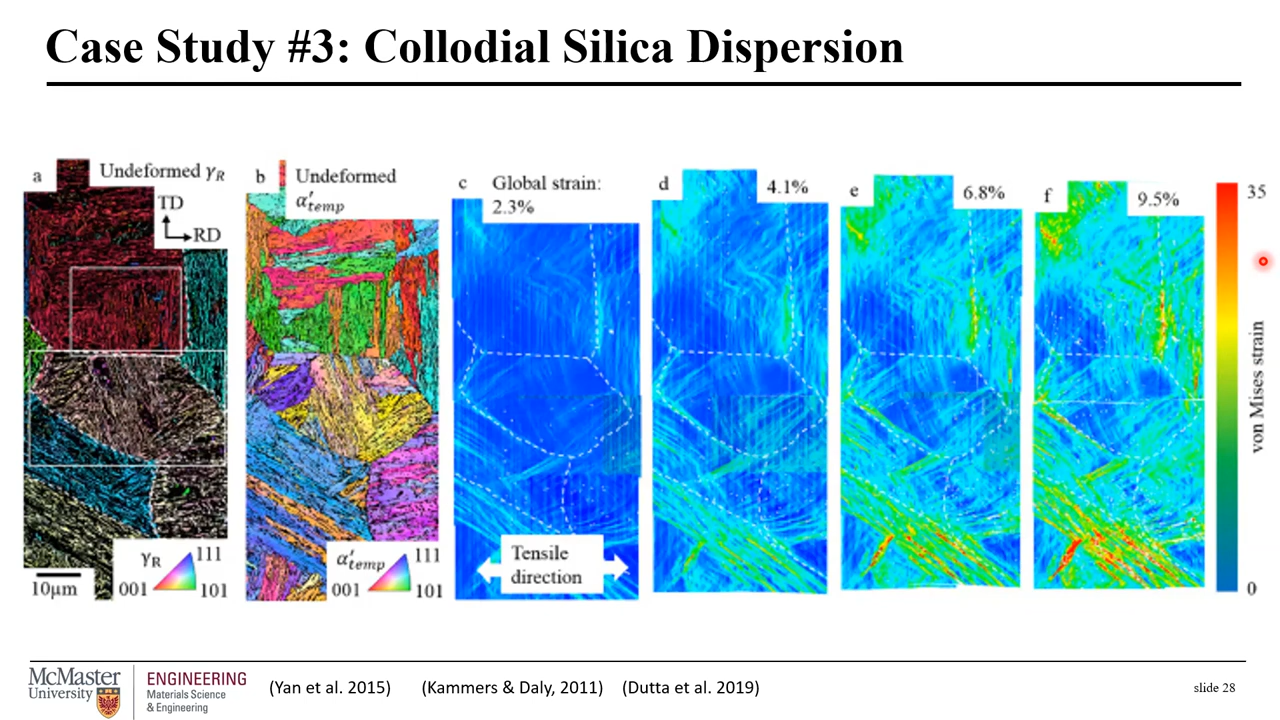 Case Study #3: Collodial Silica Dispersion
a
Undeformed γR
TD
RD
γR
111
001
101
10μm
b
Undeformed
α′temp
α′temp
111
001
101
c
Global strain:
2.3%
Tensile
direction
d
4.1%
e
6.8%
f
9.5%
35
von Mises strain
0
McMaster
University
ENGINEERING
Materials Science
& Engineering
(Yan et al. 2015)
(Kammers & Daly, 2011)
(Dutta et al. 2019)
slide 28